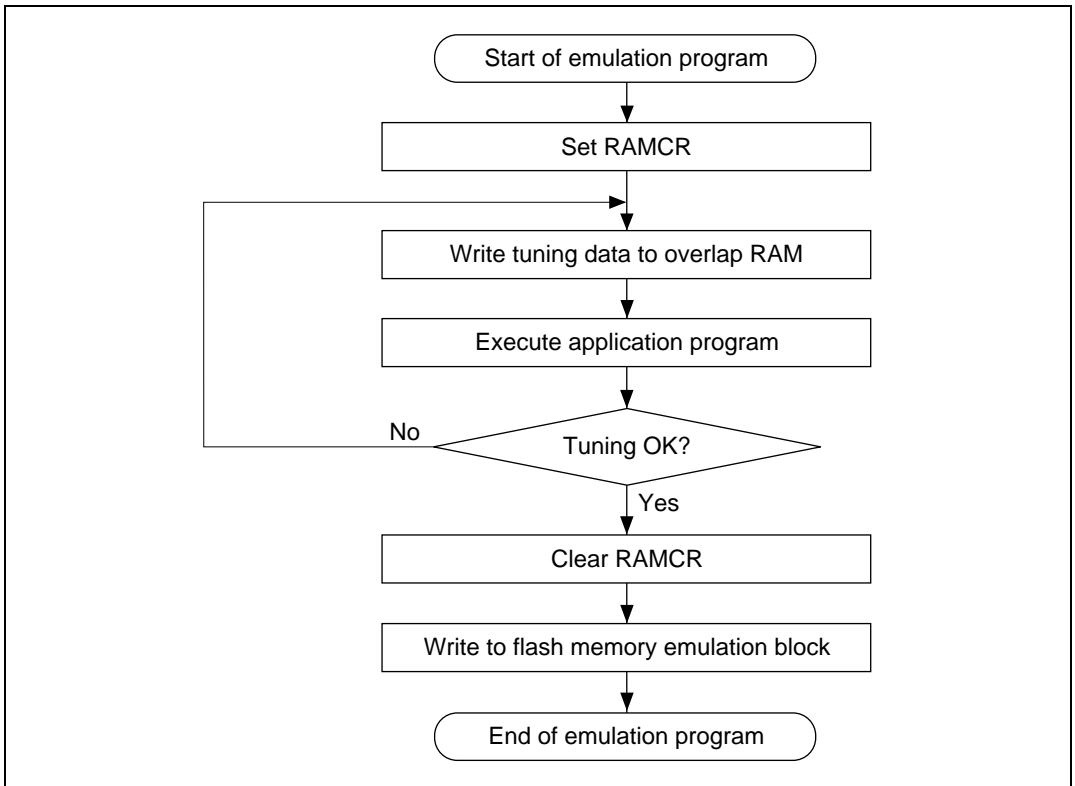 Start of emulation program
Set RAMCR
Write tuning data to overlap RAM
Execute application program
No
Tuning OK?
Yes
Clear RAMCR
Write to flash memory emulation block
End of emulation program